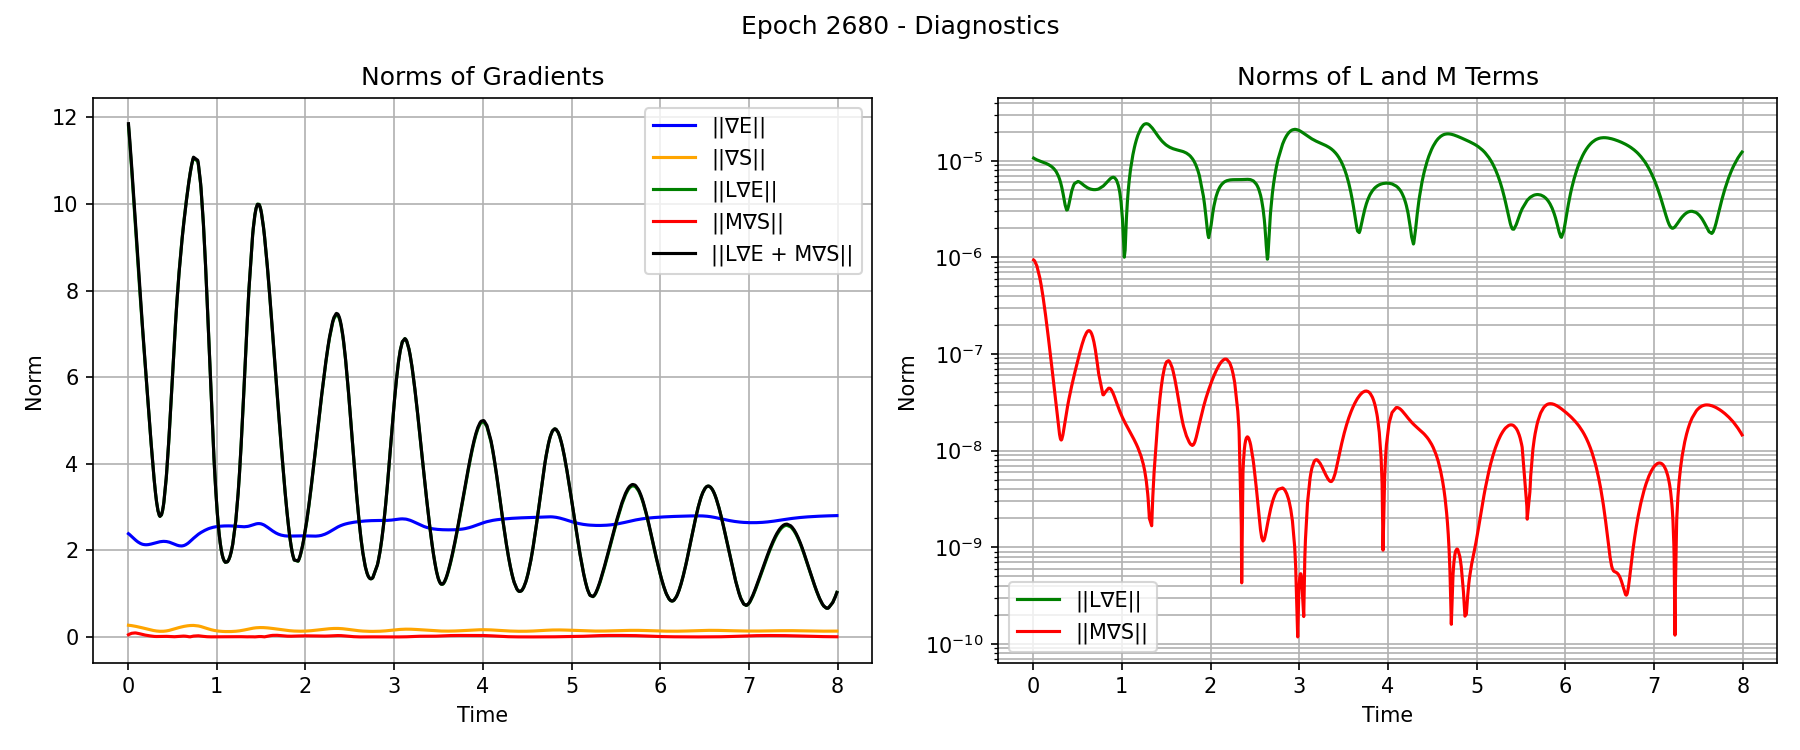 Epoch 2680 - Diagnostics
Norms of Gradients
Norm
12
10
8
6
4
2
0
||∇E||
||∇S||
||L∇E||
||M∇S||
||L∇E + M∇S||
0 1 2 3 4 5 6 7 8
Time
Norms of L and M Terms
Norm
10⁻⁵
10⁻⁶
10⁻⁷
10⁻⁸
10⁻⁹
10⁻¹⁰
||L∇E||
||M∇S||
0 1 2 3 4 5 6 7 8
Time